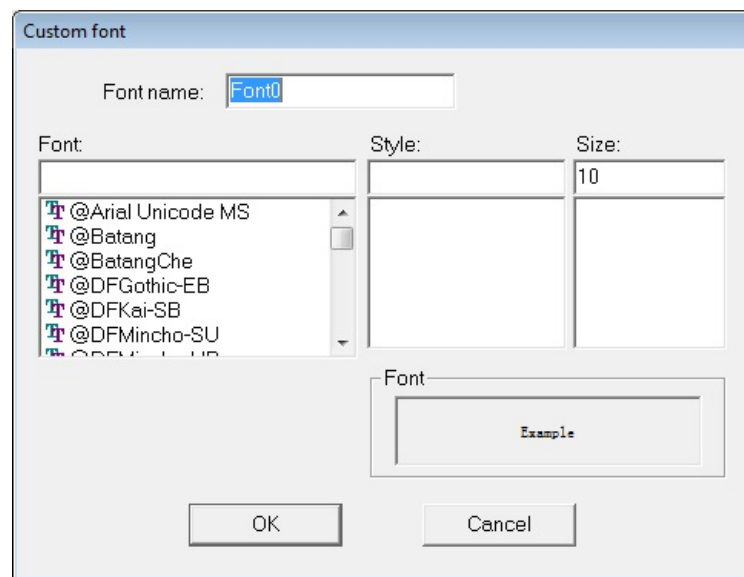 Custom font
Font name: Font0
Font: Style: Size:
10
@Arial Unicode MS
@Batang
@BatangChe
@DFGothic-EB
@DFKai-SB
@DFMincho-SU
Font
Example
OK Cancel